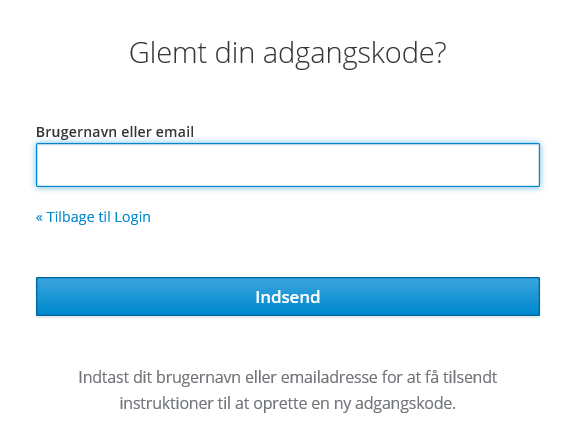 Glemt din adgangskode?
Brugernavn eller email
« Tilbage til Login
Indsend
Indtast dit brugernavn eller emailadresse for at få tilsendt
instruktioner til at oprette en ny adgangskode.